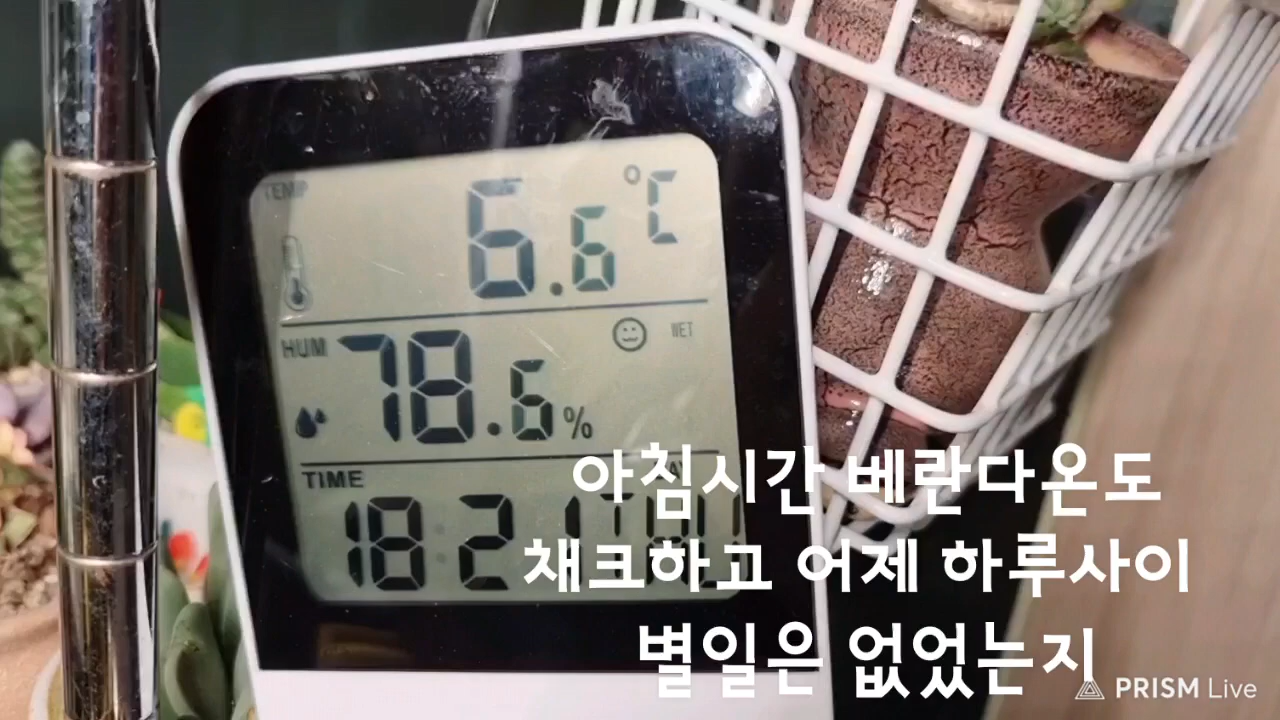 TEMP
6.6 °C
HUM 78.6 % WET
TIME
18:21
아침시간 베란다온도
채크하고 어제 하루사이
별일은 없었는지
PRISM Live